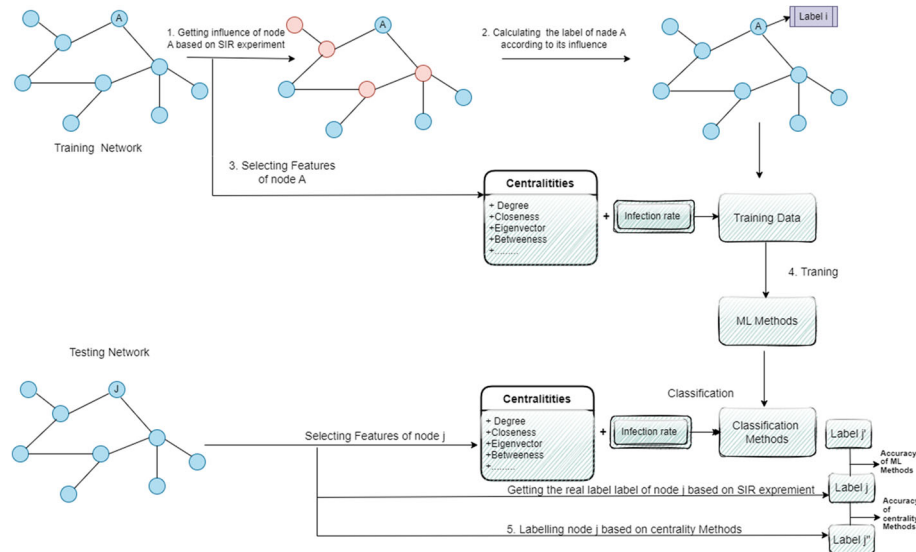 A
1. Getting influence of node
A based on SIR experiment
A
2. Calculating the label of node A
according to its influence
A
Label i
Training Network
3. Selecting Features
of node A
Centralitities
+ Degree
+Closeness
+Eigenvector
+Betweeness
+.........
+
Infection rate
Training Data
4. Traning
ML Methods
Testing Network
J
Classification
Selecting Features of node j
Centralitities
+ Degree
+Closeness
+Eigenvector
+Betweeness
+.........
+
Infection rate
Classification
Methods
Label j'
Accuracy
of ML
Methods
Getting the real label label of node j based on SIR expremient
Label j
Accuracy
of
centrality
Methods
5. Labelling node j based on centrality Methods
Label j"